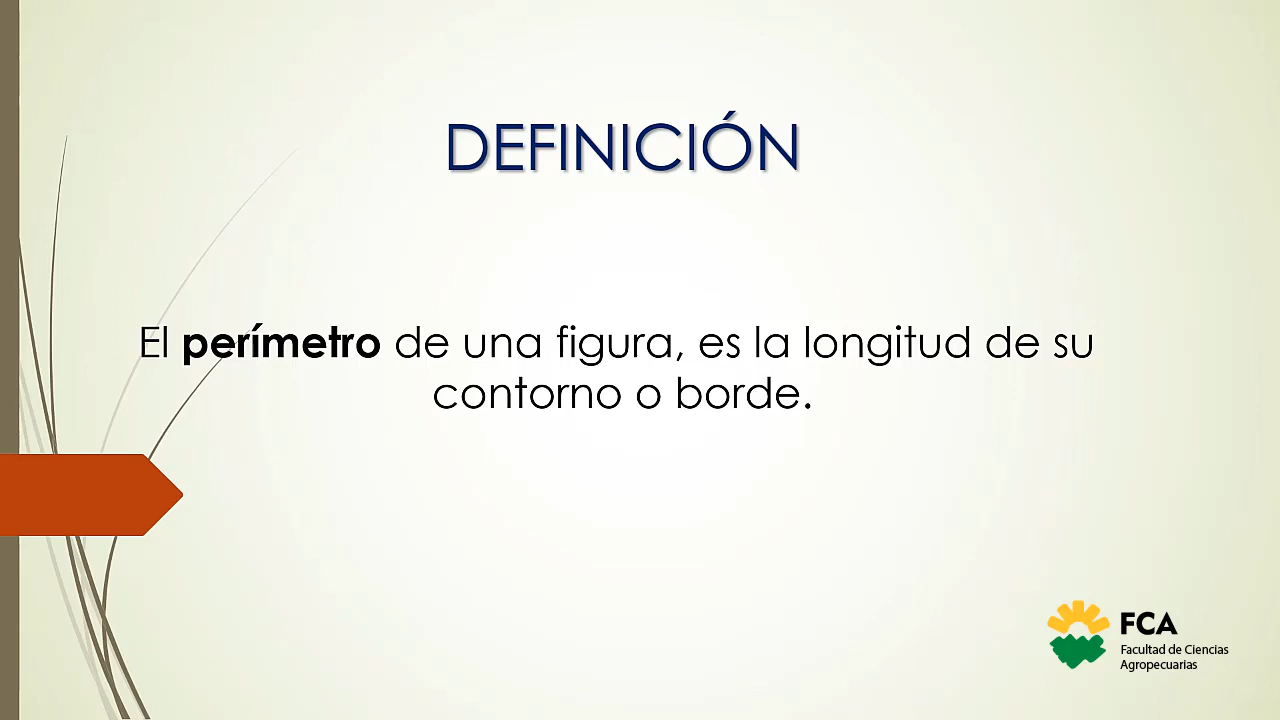 DEFINICIÓN
El perímetro de una figura, es la longitud de su
contorno o borde.
FCA
Facultad de Ciencias
Agropecuarias